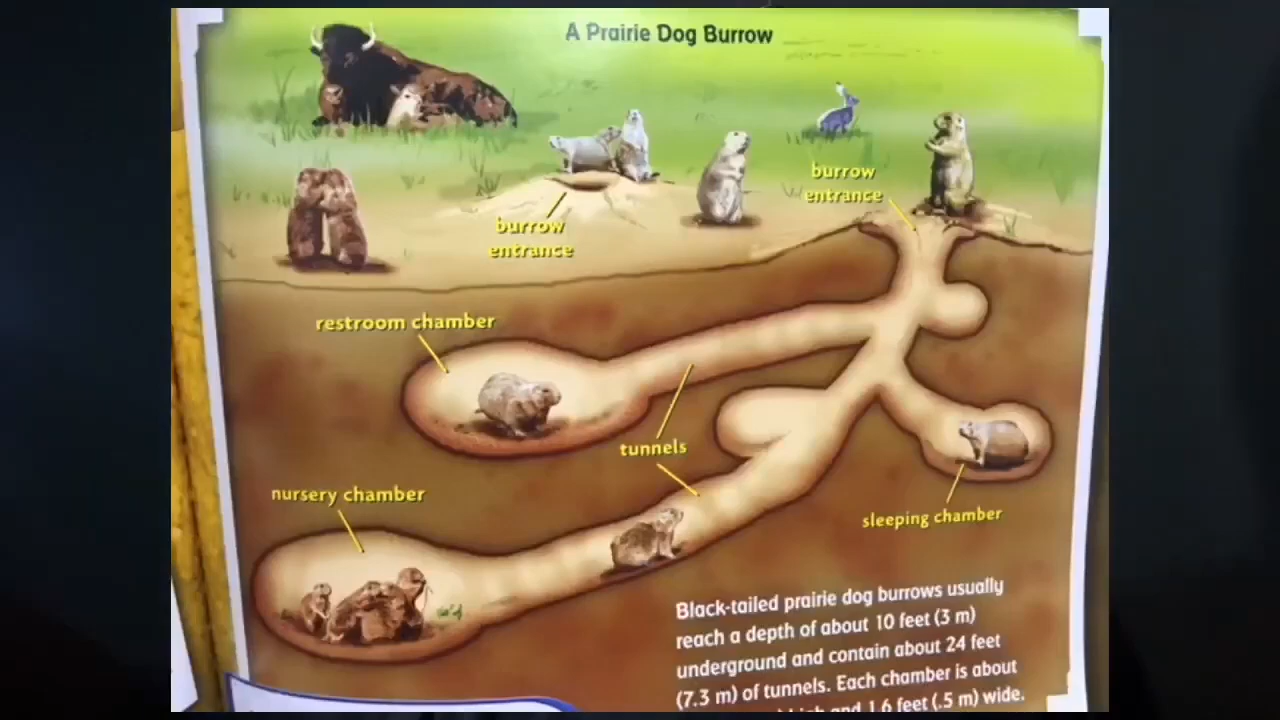 A Prairie Dog Burrow
burrow
entrance
burrow
entrance
restroom chamber
tunnels
nursery chamber
sleeping chamber
Black-tailed prairie dog burrows usually
reach a depth of about 10 feet (3 m)
underground and contain about 24 feet
(7.3 m) of tunnels. Each chamber is about
high and 1.6 feet (.5 m) wide.